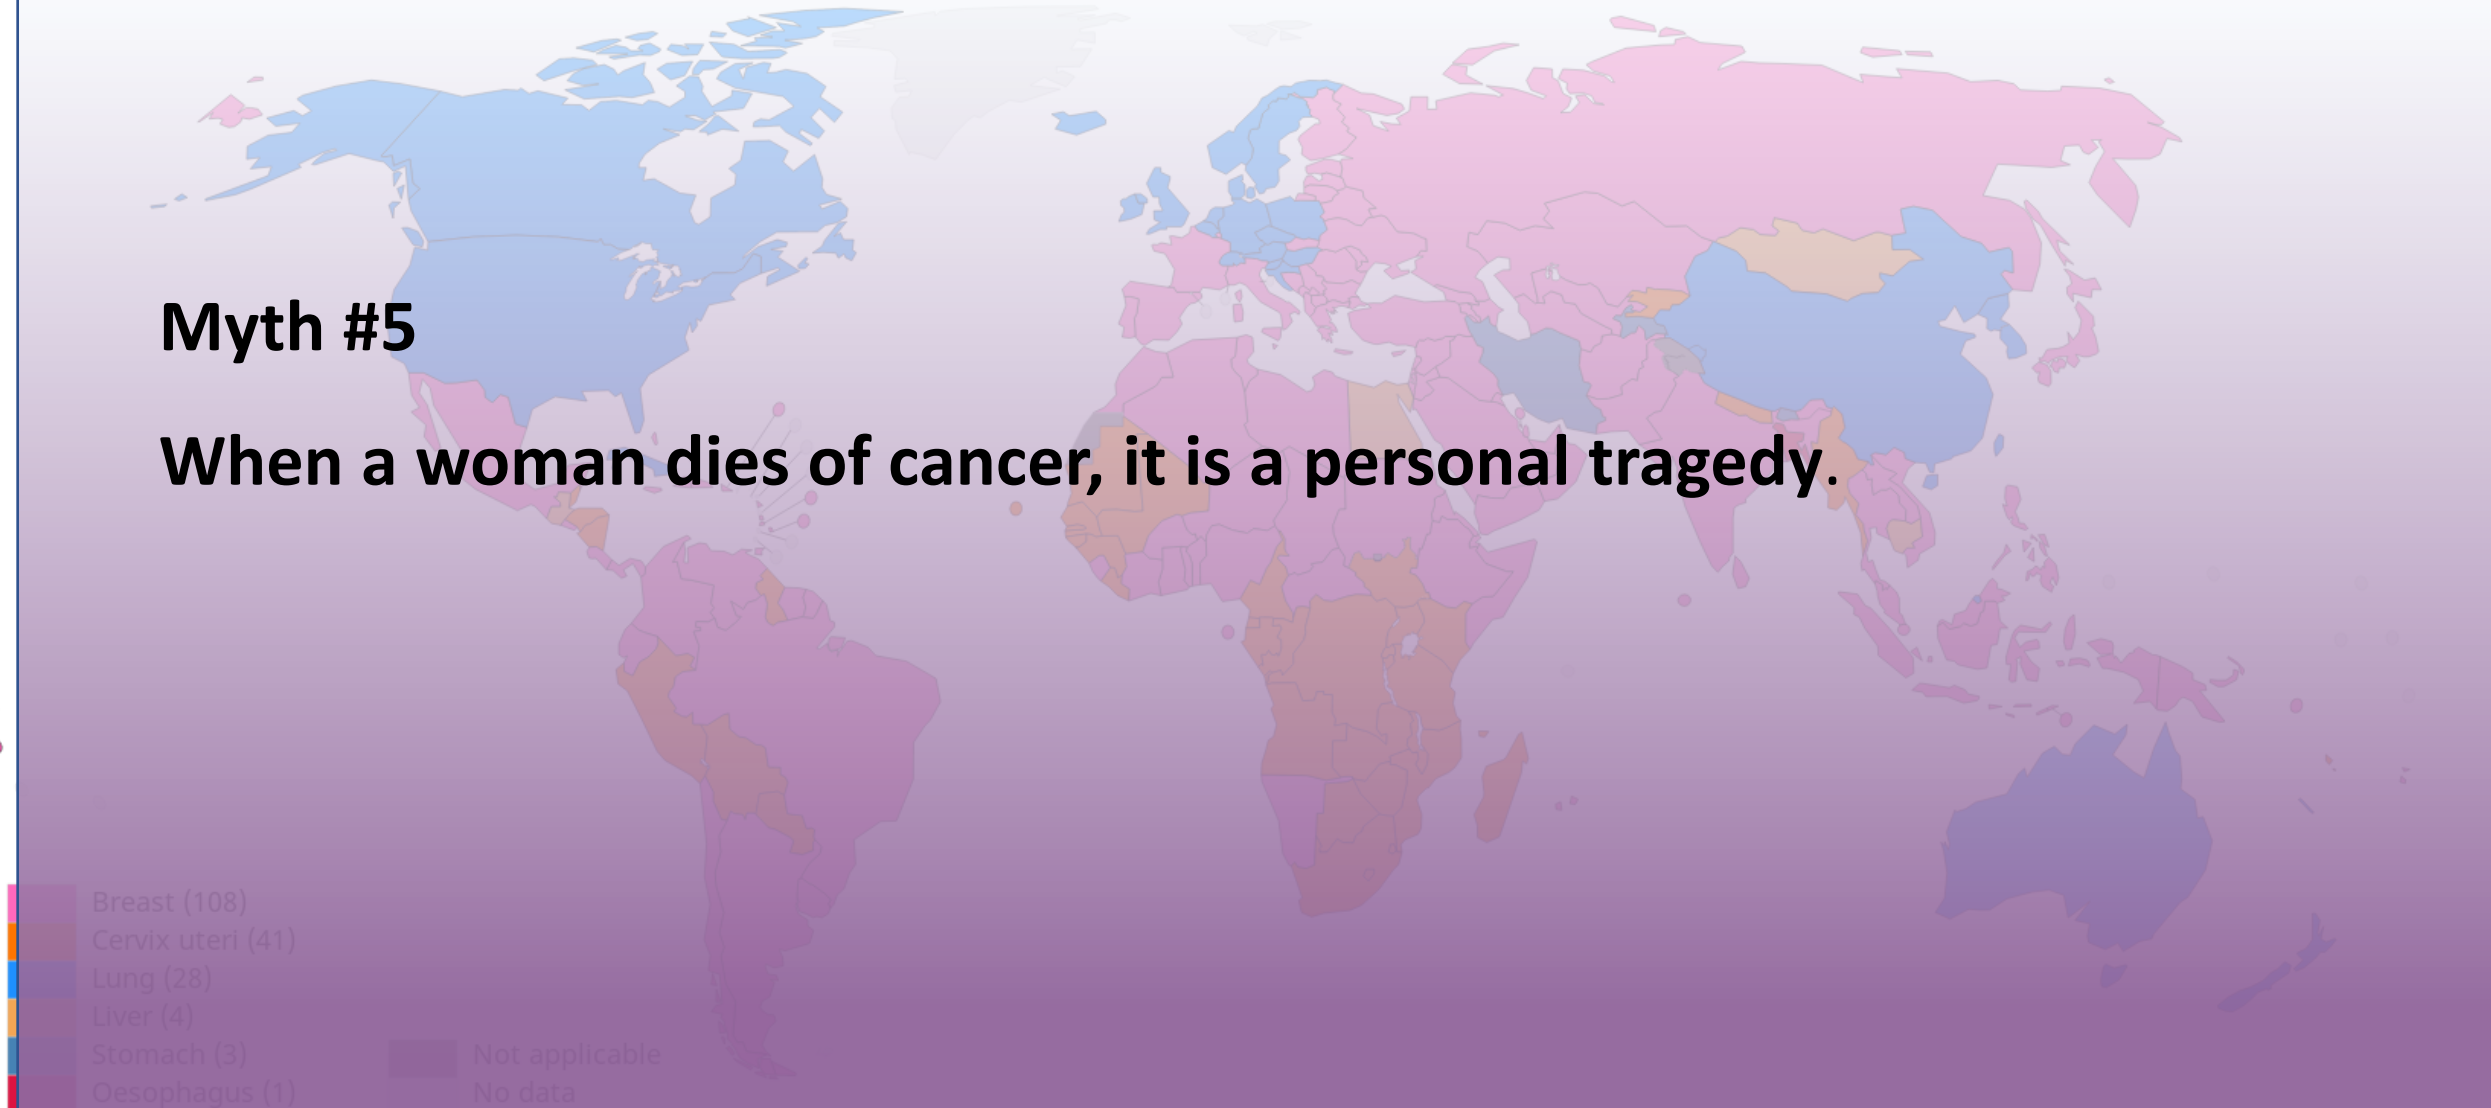 Myth #5
When a woman dies of cancer, it is a personal tragedy.
Breast (108)
Cervix uteri (41)
Lung (28)
Liver (4)
Stomach (3)
Not applicable
Oesophagus (1)
No data